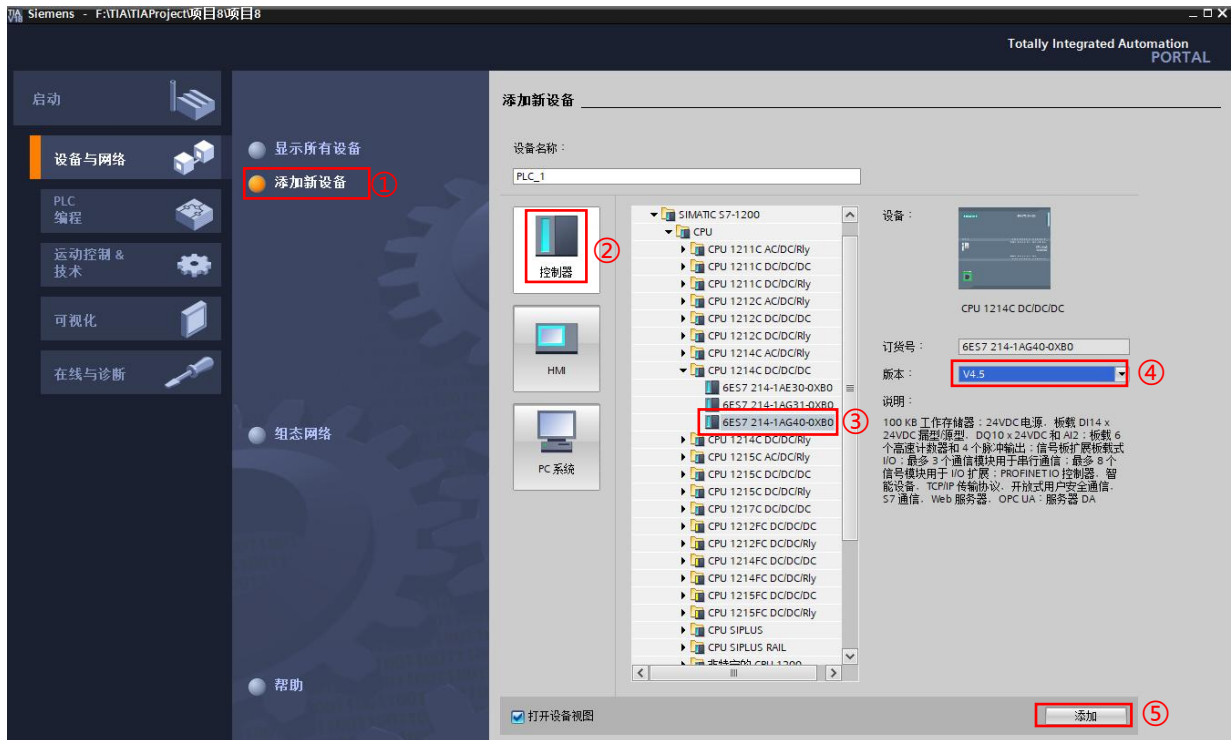 Siemens - F:\TIA\TIAProject\项目8\项目8
Totally Integrated Automation
PORTAL
启动
设备与网络
PLC
编程
运动控制 &
技术
可视化
在线与诊断
显示所有设备
添加新设备
①
组态网络
帮助
添加新设备
设备名称：
PLC_1
控制器
②
HMI
PC 系统
SIMATIC S7-1200
CPU
CPU 1211C AC/DC/Rly
CPU 1211C DC/DC/DC
CPU 1211C DC/DC/Rly
CPU 1212C AC/DC/Rly
CPU 1212C DC/DC/DC
CPU 1212C DC/DC/Rly
CPU 1214C AC/DC/Rly
CPU 1214C DC/DC/DC
6ES7 214-1AE30-0XB0
6ES7 214-1AG31-0XB0
6ES7 214-1AG40-0XB0
③
CPU 1214C DC/DC/Rly
CPU 1215C AC/DC/Rly
CPU 1215C DC/DC/DC
CPU 1215C DC/DC/Rly
CPU 1217C DC/DC/DC
CPU 1212FC DC/DC/DC
CPU 1212FC DC/DC/Rly
CPU 1214FC DC/DC/DC
CPU 1214FC DC/DC/Rly
CPU 1215FC DC/DC/DC
CPU 1215FC DC/DC/Rly
CPU SIPLUS
CPU SIPLUS RAIL
非特定的 CPU 1200
设备：
CPU 1214C DC/DC/DC
订货号：
6ES7 214-1AG40-0XB0
版本：
V4.5
④
说明：
100 KB 工作存储器；24VDC电源，板载 DI14 x
24VDC 漏型/源型，DQ10 x 24VDC 和 AI2；板载 6
个高速计数器和 4 个脉冲输出；信号板扩展板载式
I/O；最多 3 个通信模块用于串行通信；最多 8 个
信号模块用于 I/O 扩展；PROFINET IO 控制器，智
能设备，TCP/IP 传输协议，开放式用户安全通信，
S7 通信，Web 服务器，OPC UA：服务器 DA
打开设备视图
添加
⑤